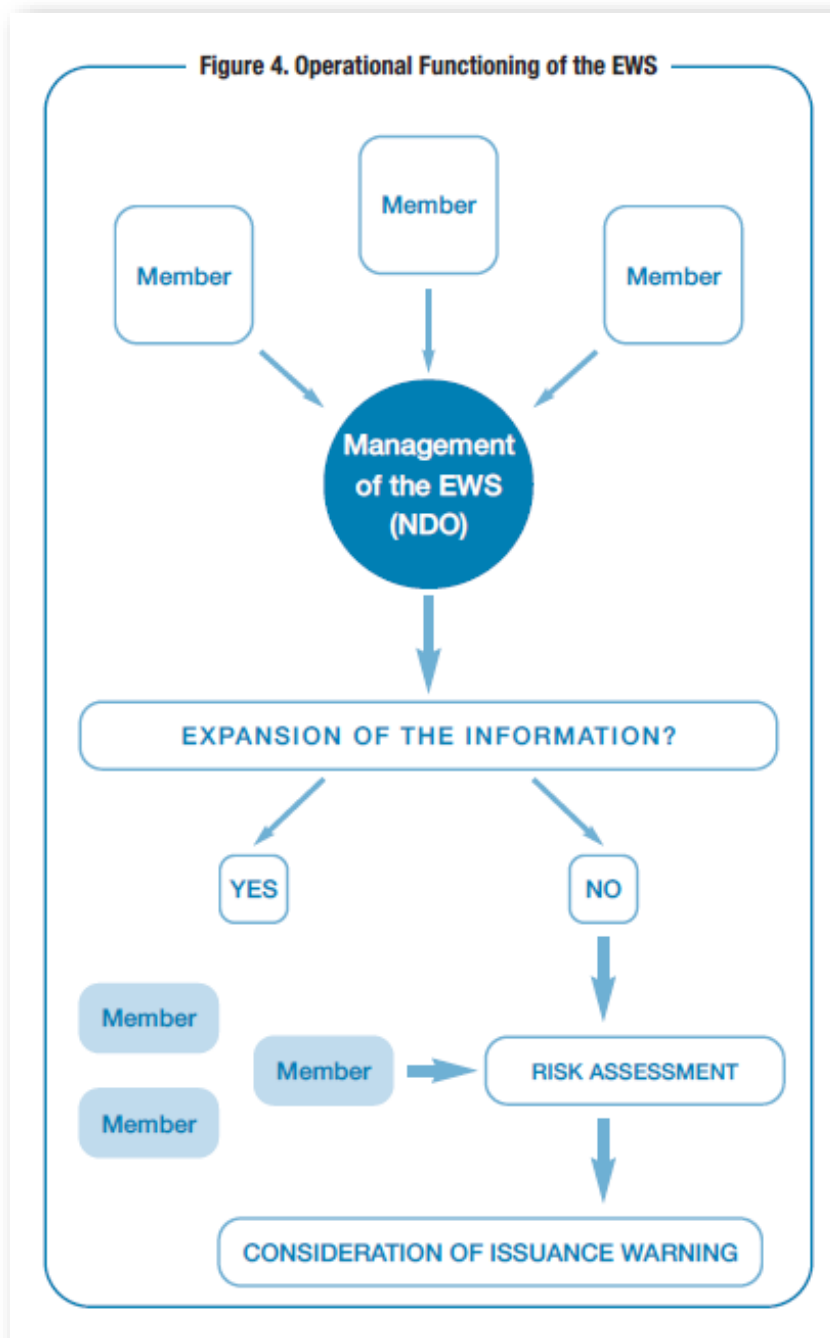 Figure 4. Operational Functioning of the EWS
Member
Member
Member
Management
of the EWS
(NDO)
EXPANSION OF THE INFORMATION?
YES
NO
Member
Member
RISK ASSESSMENT
Member
CONSIDERATION OF ISSUANCE WARNING